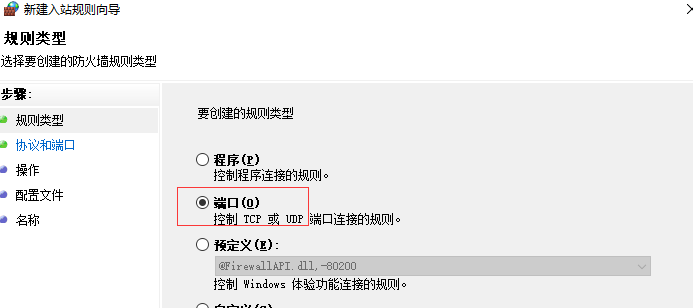 新建入站规则向导
规则类型
选择要创建的防火墙规则类型
步骤:
规则类型
协议和端口
操作
配置文件
名称
要创建的规则类型
程序(P)
控制程序连接的规则。
端口(O)
控制 TCP 或 UDP 端口连接的规则。
预定义(E):
@FirewallAPI.dll,-80200
控制 Windows 体验功能连接的规则。